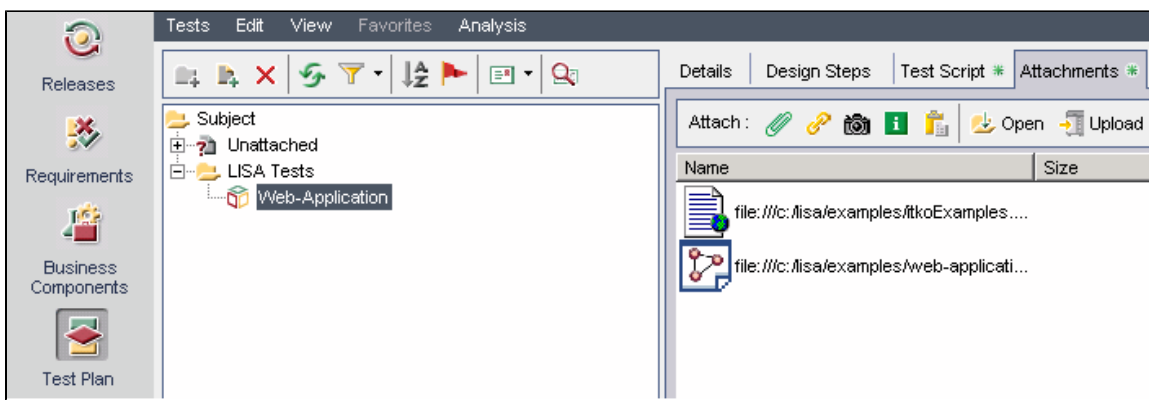 Tests Edit View Favorites Analysis
Releases
Requirements
Business
Components
Test Plan
Subject
Unattached
LISA Tests
Web-Application
Details Design Steps Test Script * Attachments *
Attach : Open Upload
Name Size
file:///c:/lisa/examples/itkoExamples....
file:///c:/lisa/examples/web-applicati...